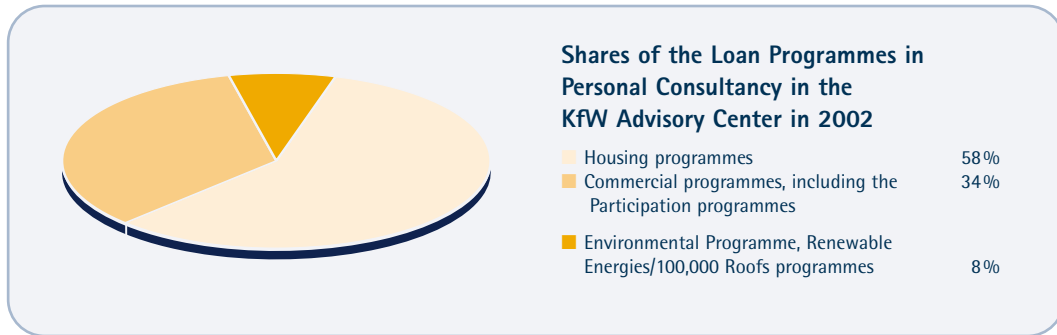 Shares of the Loan Programmes in
Personal Consultancy in the
KfW Advisory Center in 2002
Housing programmes 58%
Commercial programmes, including the 34%
Participation programmes
Environmental Programme, Renewable
Energies/100,000 Roofs programmes 8%